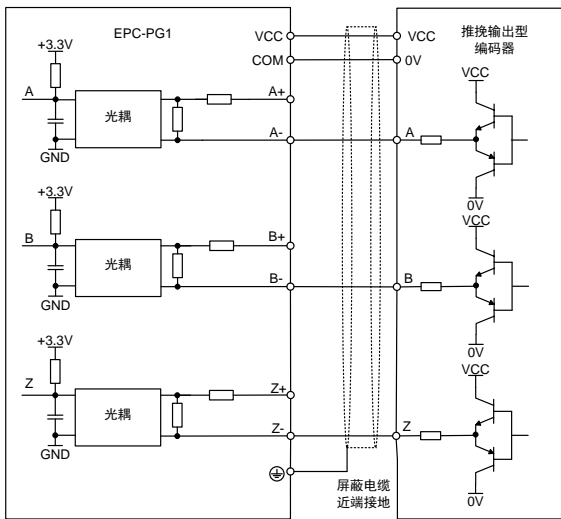 EPC-PG1
VCC
VCC
推挽输出型
编码器
COM
0V
+3.3V
VCC
A
光耦
A+
A-
A
GND
0V
+3.3V
VCC
B
光耦
B+
B-
B
GND
0V
+3.3V
VCC
Z
光耦
Z+
Z-
Z
GND
屏蔽电缆
近端接地
0V